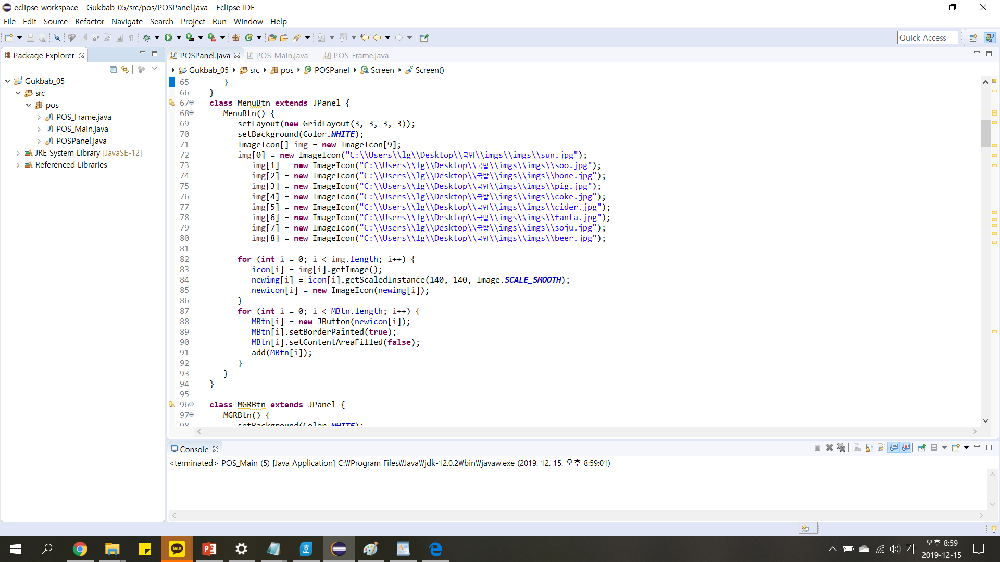 eclipse-workspace - Gukbab_05/src/pos/POSPanel.java - Eclipse IDE
File Edit Source Refactor Navigate Search Project Run Window Help
Quick Access
Package Explorer
POSPanel.java POS_Main.java POS_Frame.java
Gukbab_05 src pos POSPanel Screen Screen()
Gukbab_05
src
pos
POS_Frame.java
POS_Main.java
POSPanel.java
JRE System Library [JavaSE-12]
Referenced Libraries
65 }
66 }
67 class MenuBtn extends JPanel {
68 MenuBtn() {
69 setLayout(new GridLayout(3, 3, 3, 3));
70 setBackground(Color.WHITE);
71 ImageIcon[] img = new ImageIcon[9];
72 img[0] = new ImageIcon("C:\\Users\\lg\\Desktop\\국밥\\imgs\\imgs\\sun.jpg");
73 img[1] = new ImageIcon("C:\\Users\\lg\\Desktop\\국밥\\imgs\\imgs\\soo.jpg");
74 img[2] = new ImageIcon("C:\\Users\\lg\\Desktop\\국밥\\imgs\\imgs\\bone.jpg");
75 img[3] = new ImageIcon("C:\\Users\\lg\\Desktop\\국밥\\imgs\\imgs\\pig.jpg");
76 img[4] = new ImageIcon("C:\\Users\\lg\\Desktop\\국밥\\imgs\\imgs\\coke.jpg");
77 img[5] = new ImageIcon("C:\\Users\\lg\\Desktop\\국밥\\imgs\\imgs\\cider.jpg");
78 img[6] = new ImageIcon("C:\\Users\\lg\\Desktop\\국밥\\imgs\\imgs\\fanta.jpg");
79 img[7] = new ImageIcon("C:\\Users\\lg\\Desktop\\국밥\\imgs\\imgs\\soju.jpg");
80 img[8] = new ImageIcon("C:\\Users\\lg\\Desktop\\국밥\\imgs\\imgs\\beer.jpg");
81
82 for (int i = 0; i < img.length; i++) {
83 icon[i] = img[i].getImage();
84 newimg[i] = icon[i].getScaledInstance(140, 140, Image.SCALE_SMOOTH);
85 newicon[i] = new ImageIcon(newimg[i]);
86 }
87 for (int i = 0; i < MBtn.length; i++) {
88 MBtn[i] = new JButton(newicon[i]);
89 MBtn[i].setBorderPainted(true);
90 MBtn[i].setContentAreaFilled(false);
91 add(MBtn[i]);
92 }
93 }
94 }
95
96 class MGRBtn extends JPanel {
97 MGRBtn() {
98 setBackground(Color.WHITE);
Console
<terminated> POS_Main (5) [Java Application] C:₩Program Files₩Java₩jdk-12.0.2₩bin₩javaw.exe (2019. 12. 15. 오후 8:59:01)
TALK
가
오후 8:59
2019-12-15